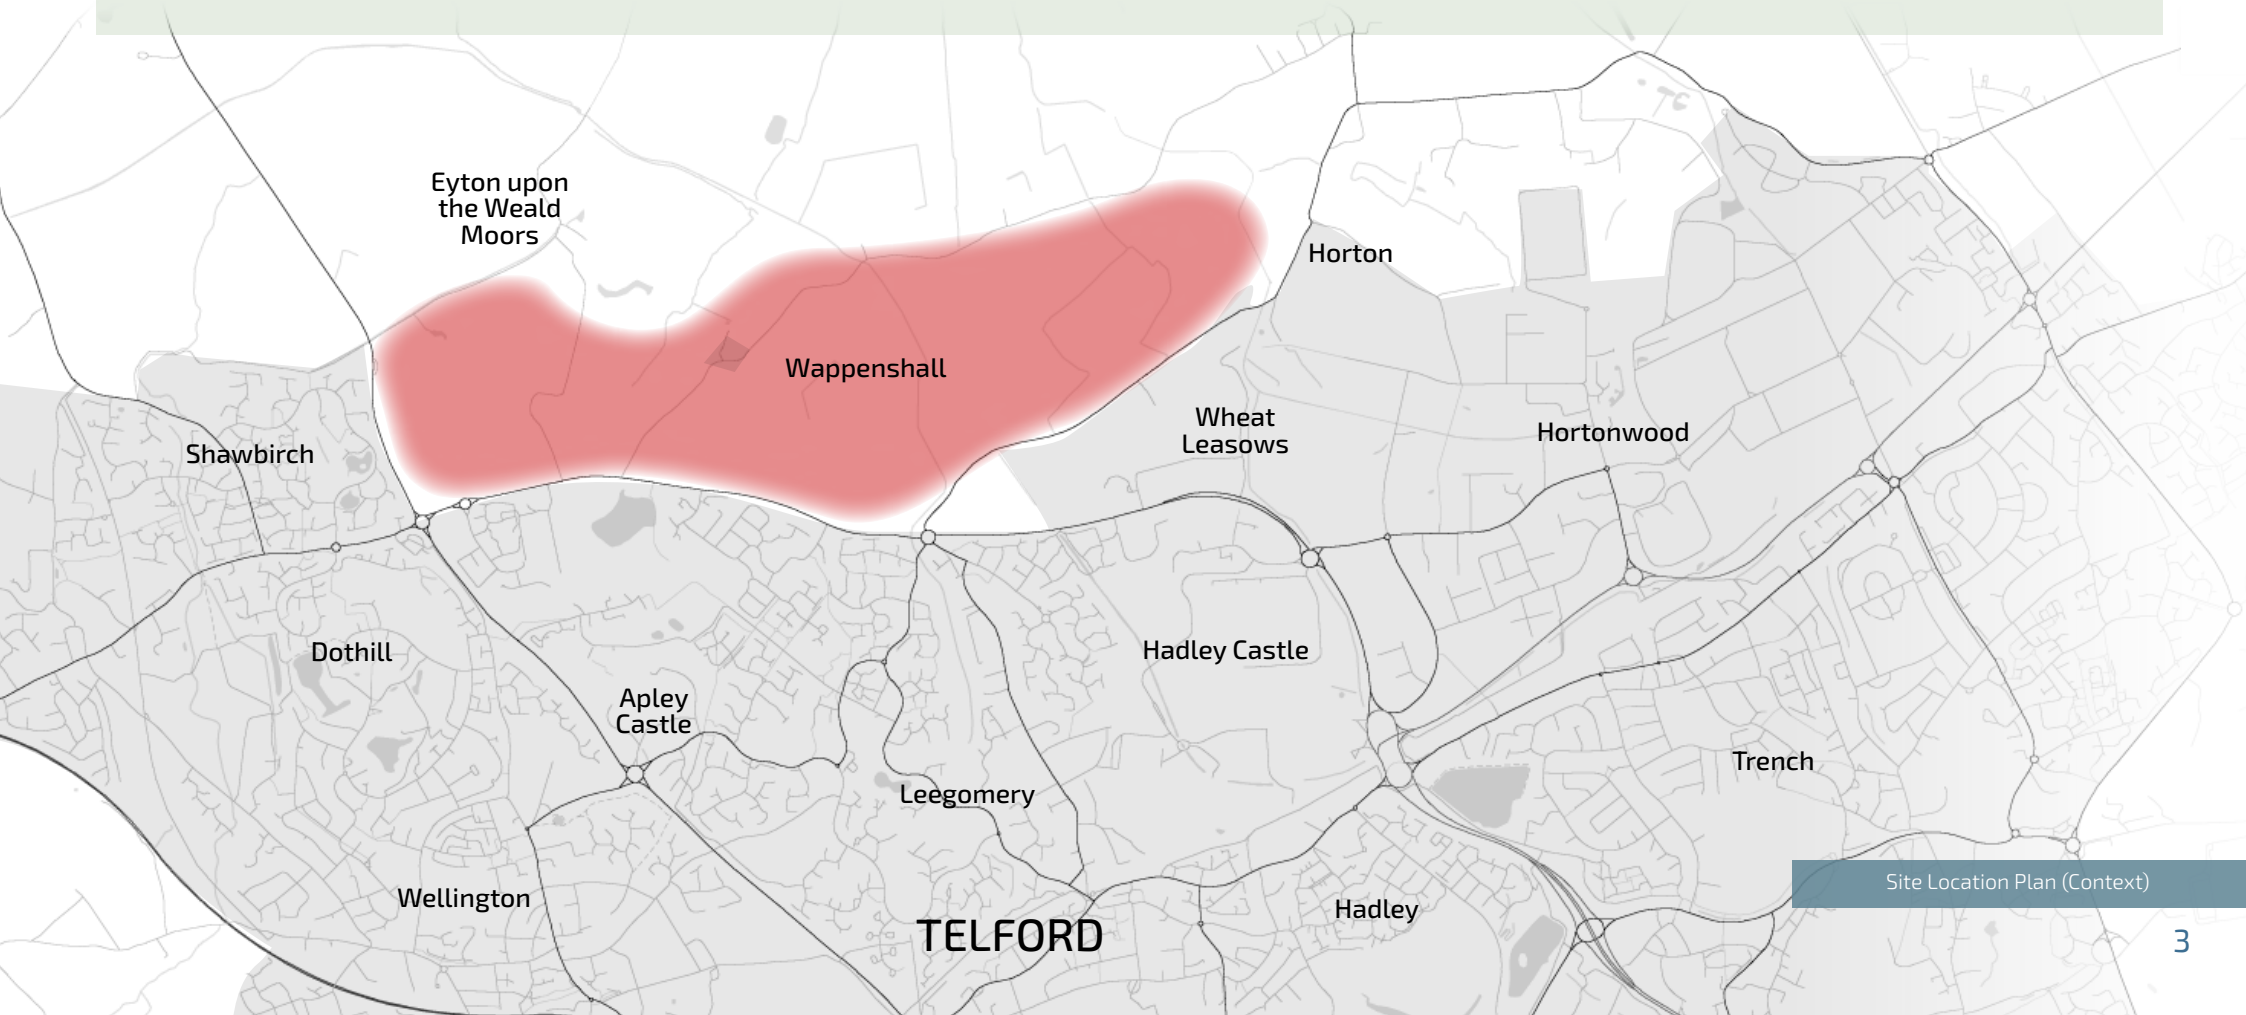 Eyton upon
the Weald
Moors
Horton
Wappenshall
Wheat
Leasows
Hortonwood
Shawbirch
Dothill
Hadley Castle
Apley
Castle
Trench
Leegomery
Wellington
Hadley
TELFORD
Site Location Plan (Context)
3